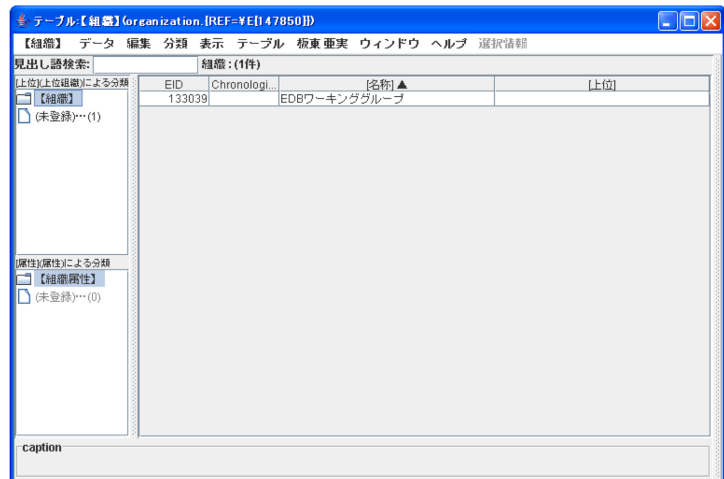 テーブル:【組織】(organization.{REF=¥E{147850}})
【組織】 データ 編集 分類 表示 テーブル 板東 亜実 ウィンドウ ヘルプ 選択情報
見出し語検索: 組織 : (1件)
[上位](上位組織)による分類
【組織】
(未登録)…(1)
EID Chronologi... [名称] ▲ [上位]
133039 EDBワーキンググループ
[属性](属性)による分類
【組織属性】
(未登録)…(0)
caption